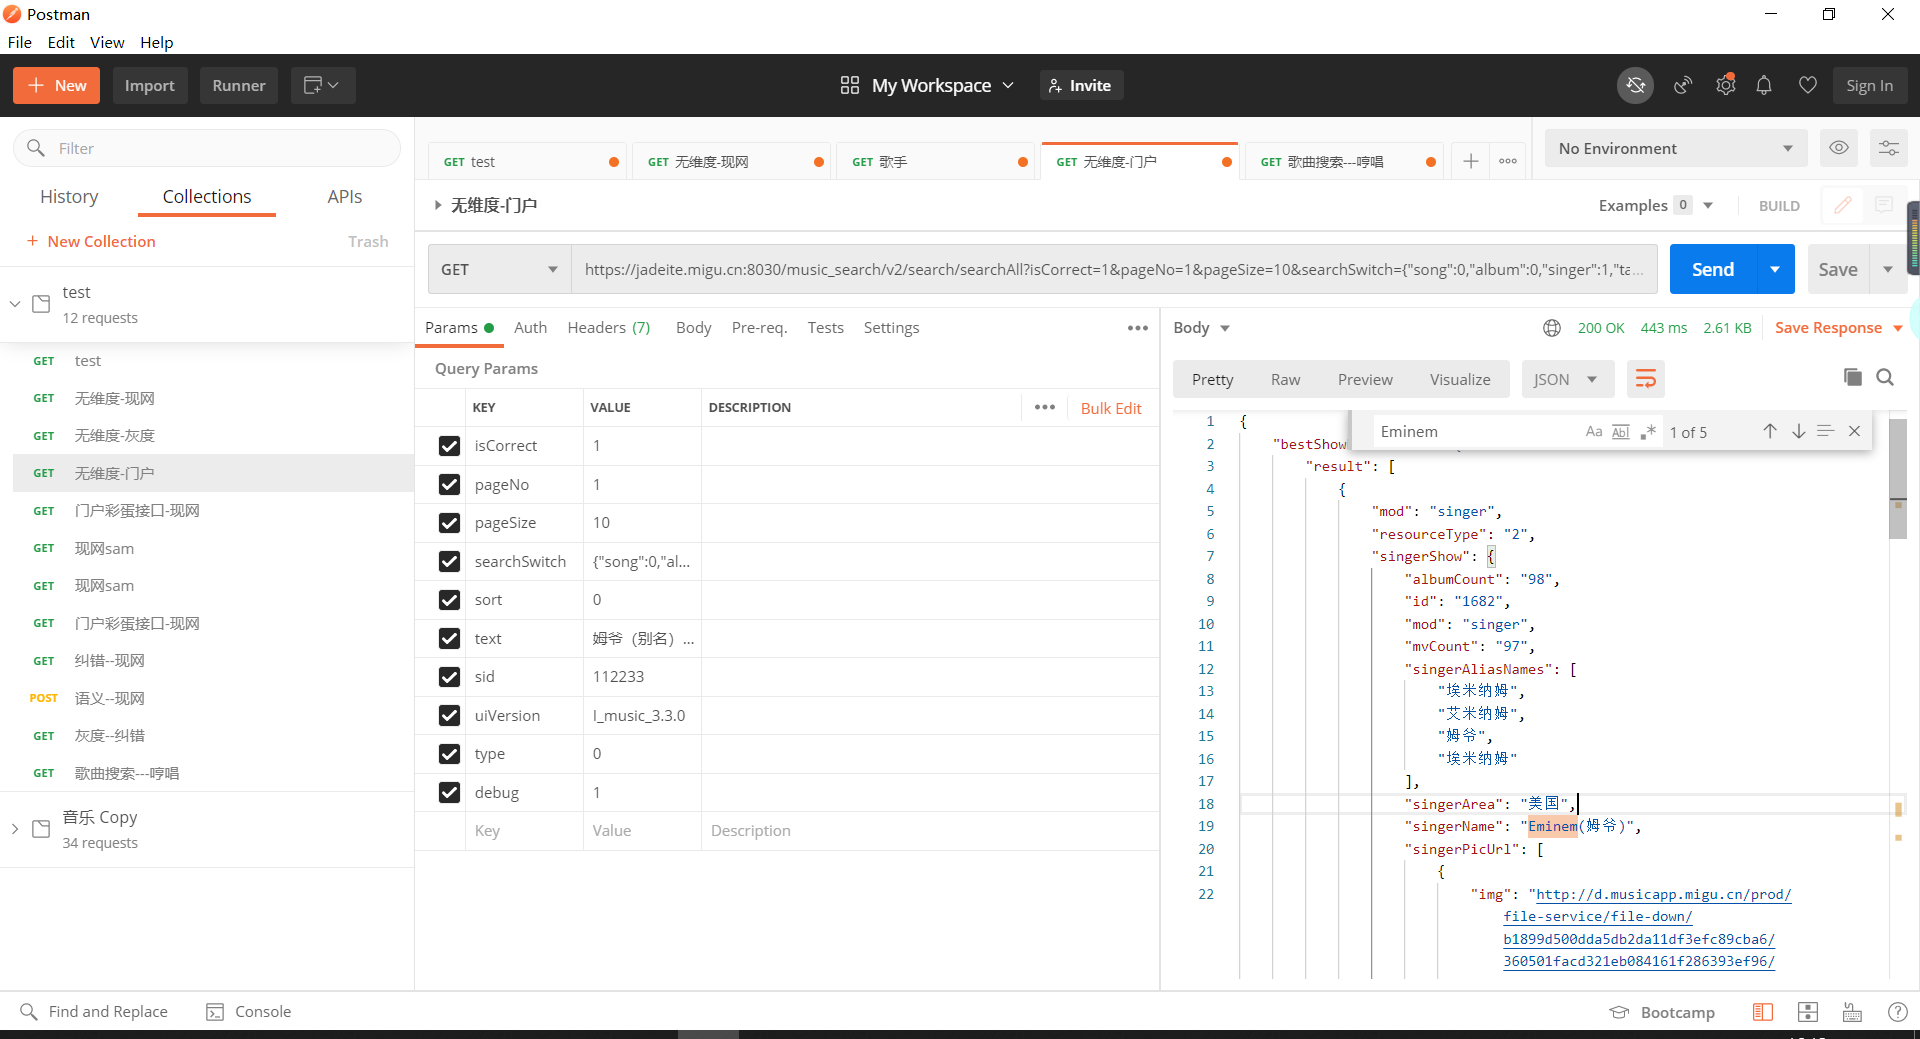 Postman
File Edit View Help
New Import Runner My Workspace Invite Sign In
Filter
History Collections APIs
+ New Collection Trash
test
12 requests
GET test
GET 无维度-现网
GET 无维度-灰度
GET 无维度-门户
GET 门户彩蛋接口-现网
GET 现网sam
GET 现网sam
GET 门户彩蛋接口-现网
GET 纠错--现网
POST 语义--现网
GET 灰度--纠错
GET 歌曲搜索---哼唱
音乐 Copy
34 requests
GET test GET 无维度-现网 GET 歌手 GET 无维度-门户 GET 歌曲搜索---哼唱
No Environment
无维度-门户
Examples 0 BUILD
GET https://jadeite.migu.cn:8030/music_search/v2/search/searchAll?isCorrect=1&pageNo=1&pageSize=10&searchSwitch={"song":0,"album":0,"singer":1,"ta...
Send Save
Params Auth Headers (7) Body Pre-req. Tests Settings
Query Params
KEY VALUE DESCRIPTION Bulk Edit
isCorrect 1
pageNo 1
pageSize 10
searchSwitch {"song":0,"al...
sort 0
text 姆爷（别名）...
sid 112233
uiVersion I_music_3.3.0
type 0
debug 1
Key Value Description
Body 200 OK 443 ms 2.61 KB Save Response
Pretty Raw Preview Visualize JSON
Eminem Aa Abl .* 1 of 5
1 {
2 "bestShow
3 "result": [
4 {
5 "mod": "singer",
6 "resourceType": "2",
7 "singerShow": {
8 "albumCount": "98",
9 "id": "1682",
10 "mod": "singer",
11 "mvCount": "97",
12 "singerAliasNames": [
13 "埃米纳姆",
14 "艾米纳姆",
15 "姆爷",
16 "埃米纳姆"
17 ],
18 "singerArea": "美国",
19 "singerName": "Eminem(姆爷)",
20 "singerPicUrl": [
21 {
22 "img": "http://d.musicapp.migu.cn/prod/
file-service/file-down/
b1899d500dda5db2da11df3efc89cba6/
360501facd321eb084161f286393ef96/
Find and Replace Console Bootcamp